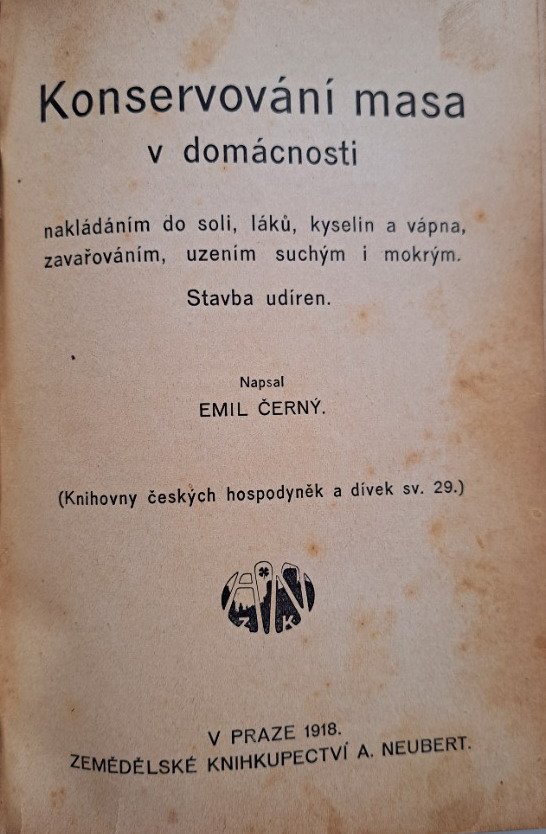 Konservování masa
v domácnosti
nakládáním do soli, láků, kyselin a vápna,
zavařováním, uzením suchým i mokrým.
Stavba udíren.
Napsal
EMIL ČERNÝ.
(Knihovny českých hospodyněk a dívek sv. 29.)
Z K
V PRAZE 1918.
ZEMĚDĚLSKÉ KNIHKUPECTVÍ A. NEUBERT.